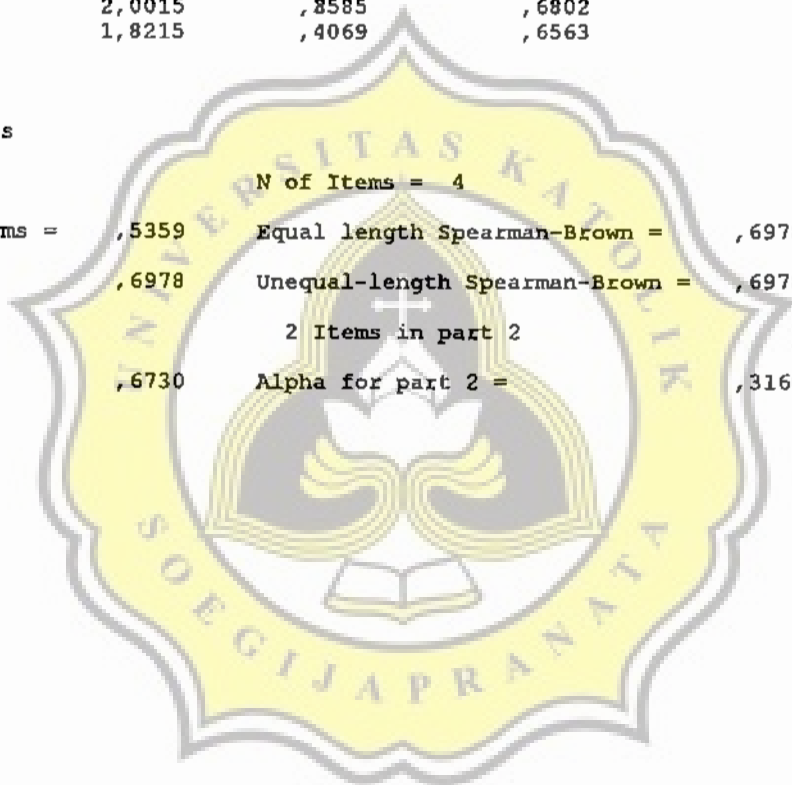 2,0015 ,8585 ,6802
1,8215 ,4069 ,6563
s
N of Items = 4
ms = ,5359 Equal length Spearman-Brown = ,697
,6978 Unequal-length Spearman-Brown = ,697
2 Items in part 2
,6730 Alpha for part 2 = ,316
UNIVERSITAS KATOLIK
SOEGIJAPRANATA